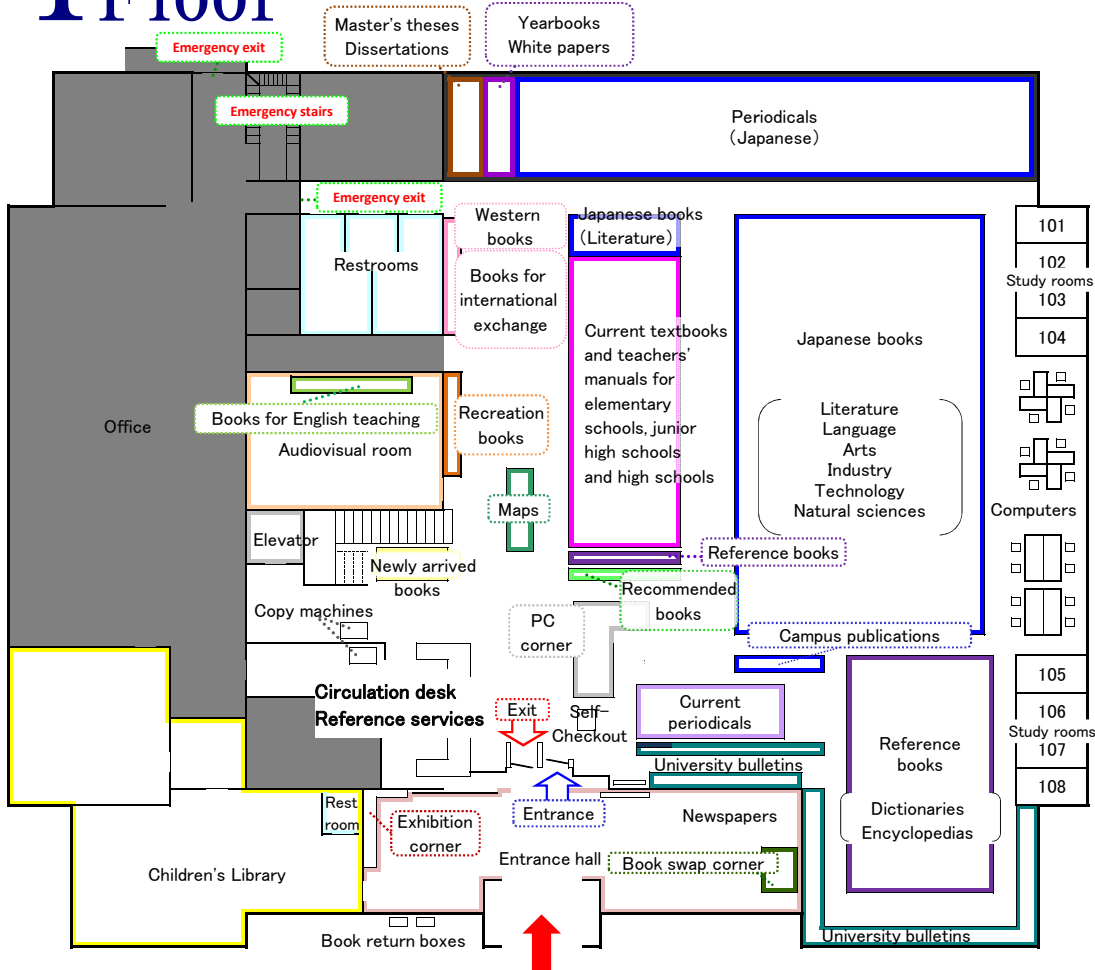 1 Floor
Master's theses
Dissertations
Yearbooks
White papers
Emergency exit
Emergency stairs
Periodicals
(Japanese)
Emergency exit
Western
books
Japanese books
(Literature)
101
102
Study rooms
103
104
Restrooms
Books for
international
exchange
Current textbooks
and teachers'
manuals for
elementary
schools, junior
high schools
and high schools
Japanese books
Literature
Language
Arts
Industry
Technology
Natural sciences
Office
Books for English teaching
Audiovisual room
Recreation
books
Maps
Computers
Elevator
Newly arrived
books
Reference books
Recommended
books
Copy machines
PC
corner
Campus publications
Circulation desk
Reference services
Exit
Self-
Checkout
Current
periodicals
105
106
Study rooms
107
108
University bulletins
Reference
books
Dictionaries
Encyclopedias
Rest
room
Exhibition
corner
Entrance
Newspapers
Entrance hall
Book swap corner
Children's Library
Book return boxes
University bulletins